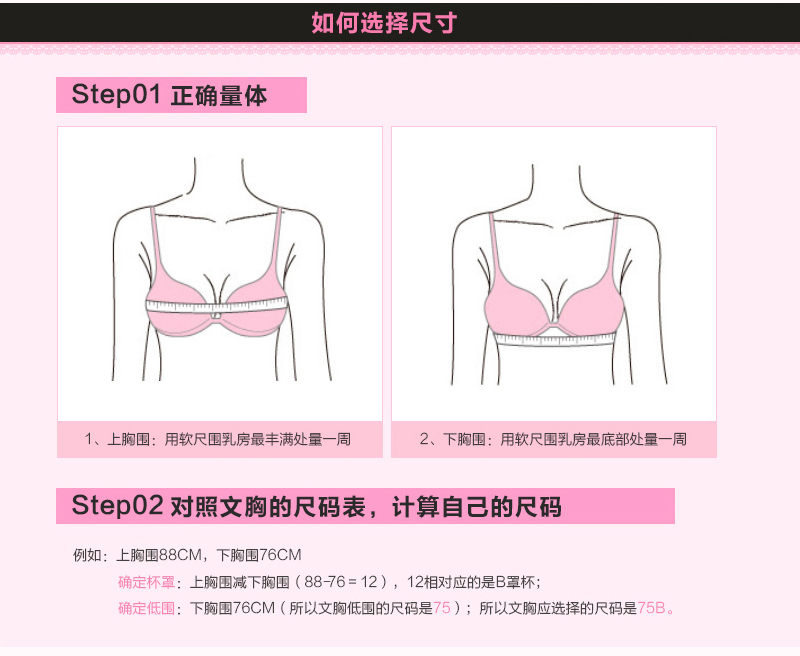 如何选择尺寸
Step01 正确量体
1、上胸围：用软尺围乳房最丰满处量一周
2、下胸围：用软尺围乳房最底部处量一周
Step02 对照文胸的尺码表，计算自己的尺码
例如：上胸围88CM，下胸围76CM
确定杯罩：上胸围减下胸围（88-76=12），12相对应的是B罩杯；
确定低围：下胸围76CM（所以文胸低围的尺码是75）；所以文胸应选择的尺码是75B。